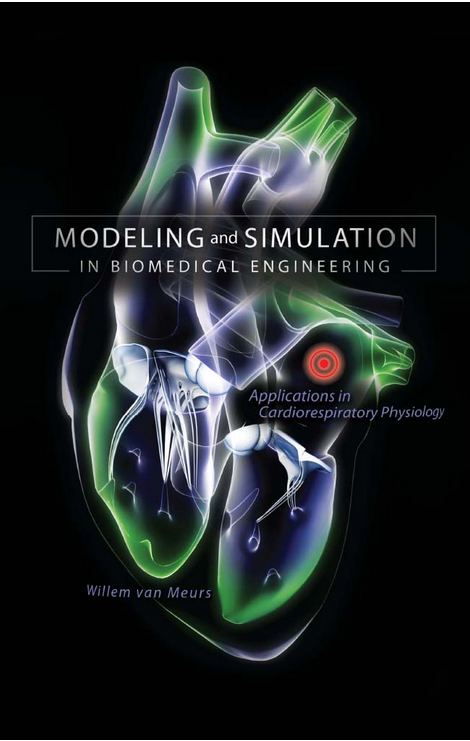 MODELING and SIMULATION
IN BIOMEDICAL ENGINEERING
Applications in
Cardiorespiratory Physiology
Willem van Meurs